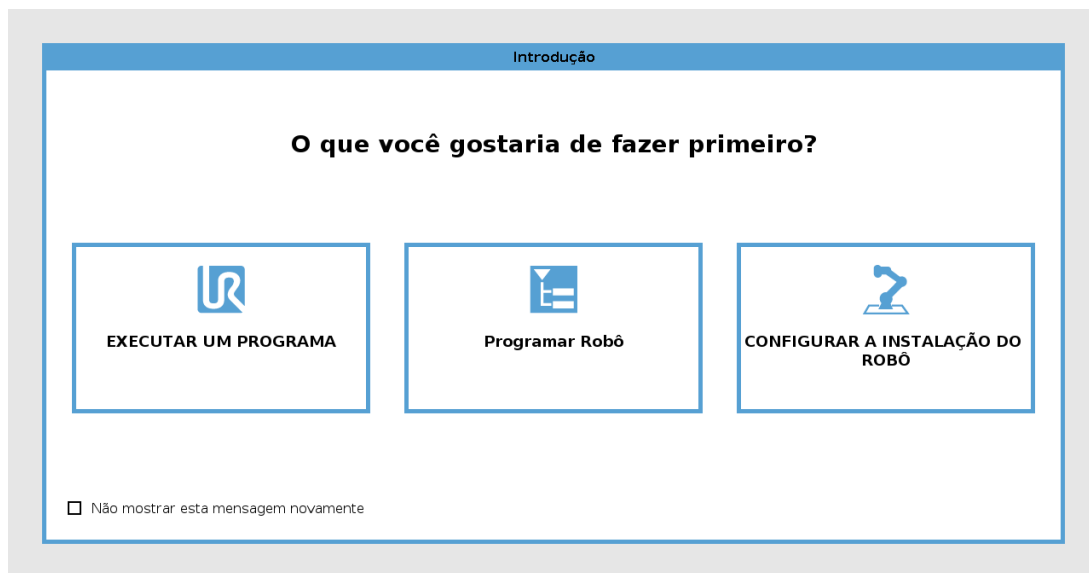 Introdução
O que você gostaria de fazer primeiro?
EXECUTAR UM PROGRAMA
Programar Robô
CONFIGURAR A INSTALAÇÃO DO
ROBÔ
Não mostrar esta mensagem novamente